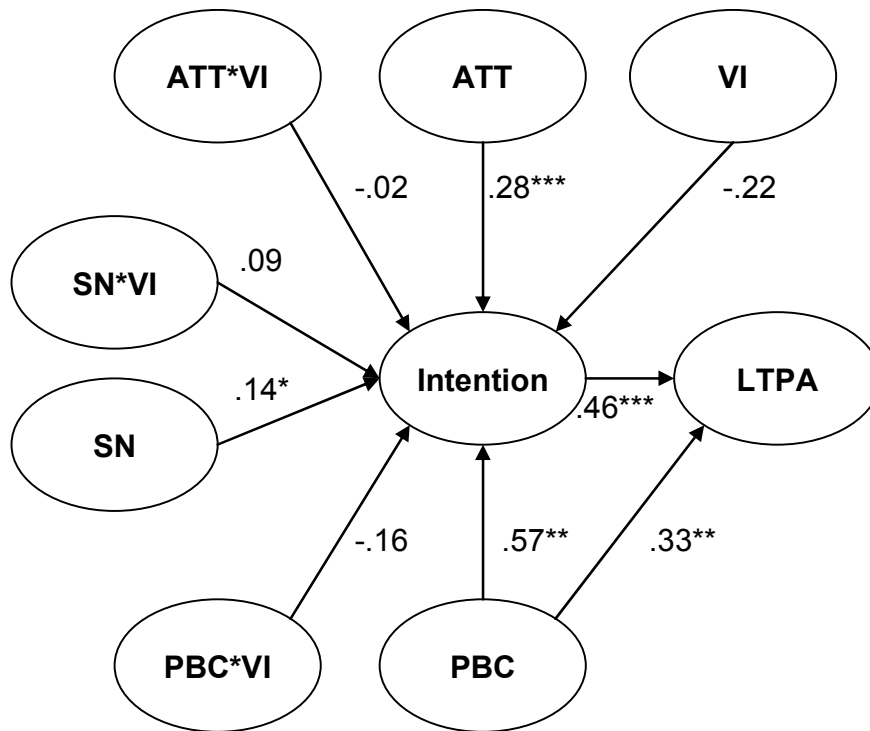 ATT*VI
ATT
VI
-.02
.28***
-.22
SN*VI
.09
Intention
LTPA
.46***
.14*
SN
-.16
.57**
.33**
PBC*VI
PBC